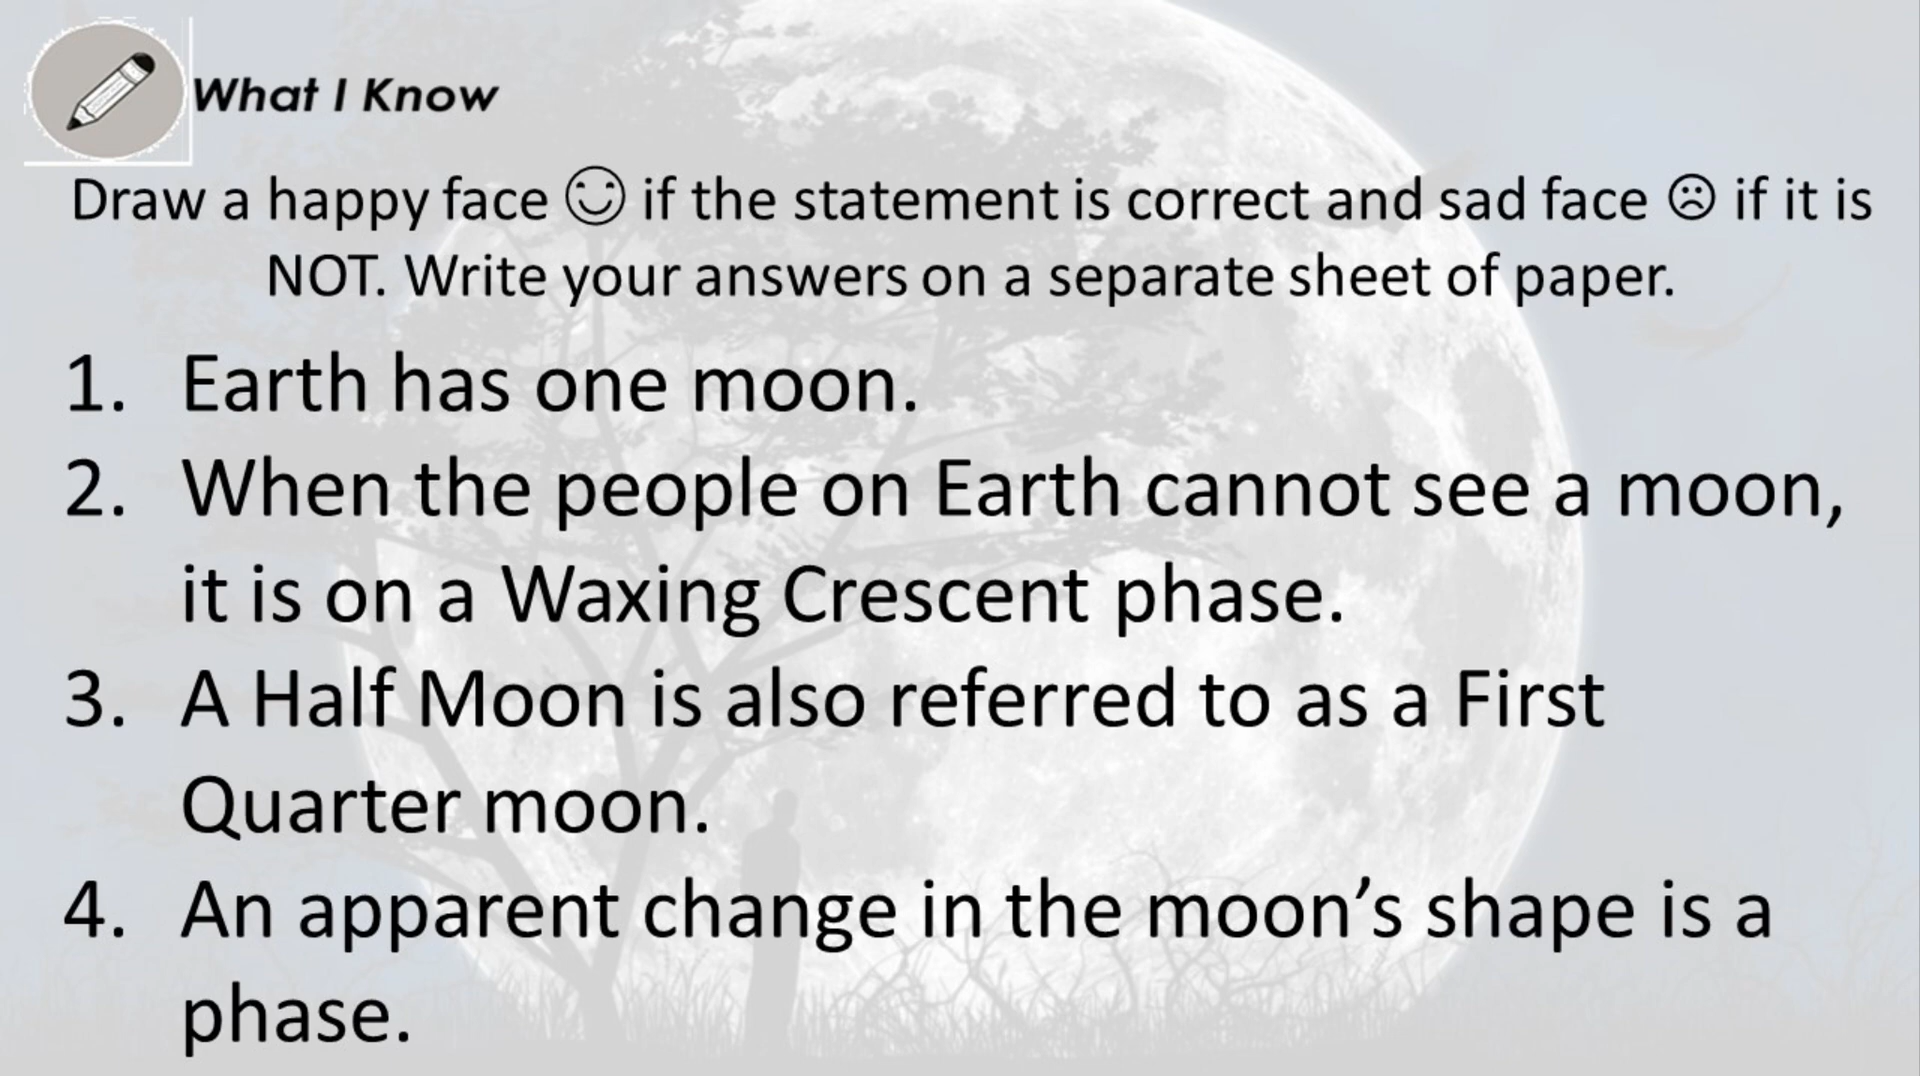 What I Know
Draw a happy face ☺ if the statement is correct and sad face ☹ if it is
NOT. Write your answers on a separate sheet of paper.
1. Earth has one moon.
2. When the people on Earth cannot see a moon,
it is on a Waxing Crescent phase.
3. A Half Moon is also referred to as a First
Quarter moon.
4. An apparent change in the moon’s shape is a
phase.